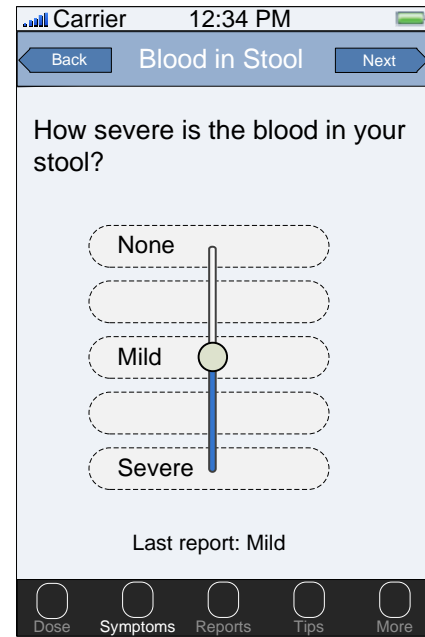 Carrier 12:34 PM
Back Blood in Stool Next
How severe is the blood in your
stool?
None
Mild
Severe
Last report: Mild
Dose Symptoms Reports Tips More